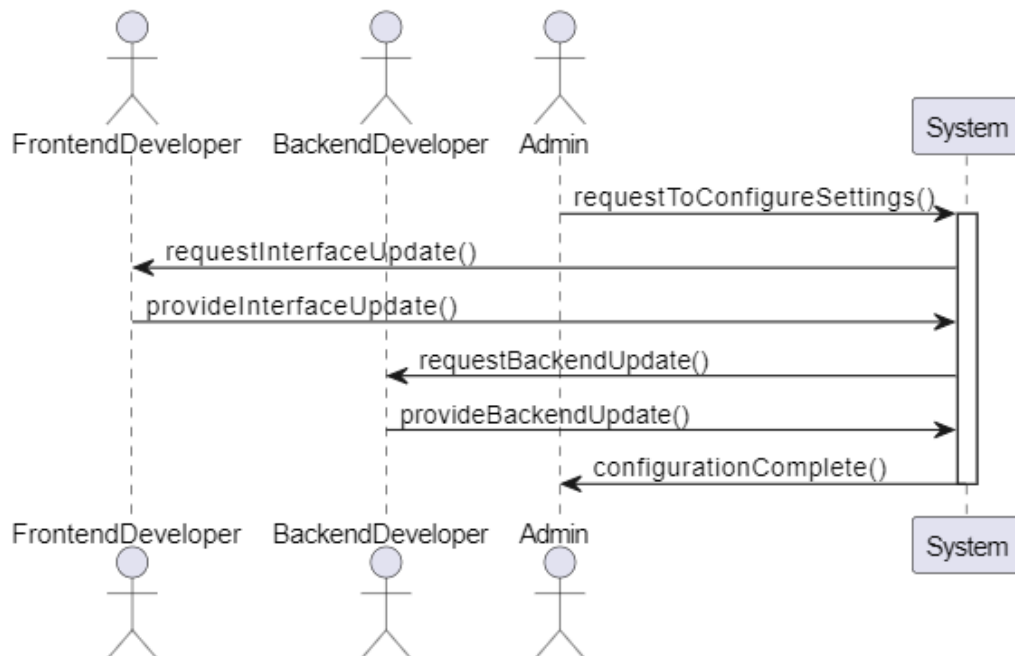 FrontendDeveloper
BackendDeveloper
Admin
System
requestToConfigureSettings()
requestInterfaceUpdate()
provideInterfaceUpdate()
requestBackendUpdate()
provideBackendUpdate()
configurationComplete()
FrontendDeveloper
BackendDeveloper
Admin
System